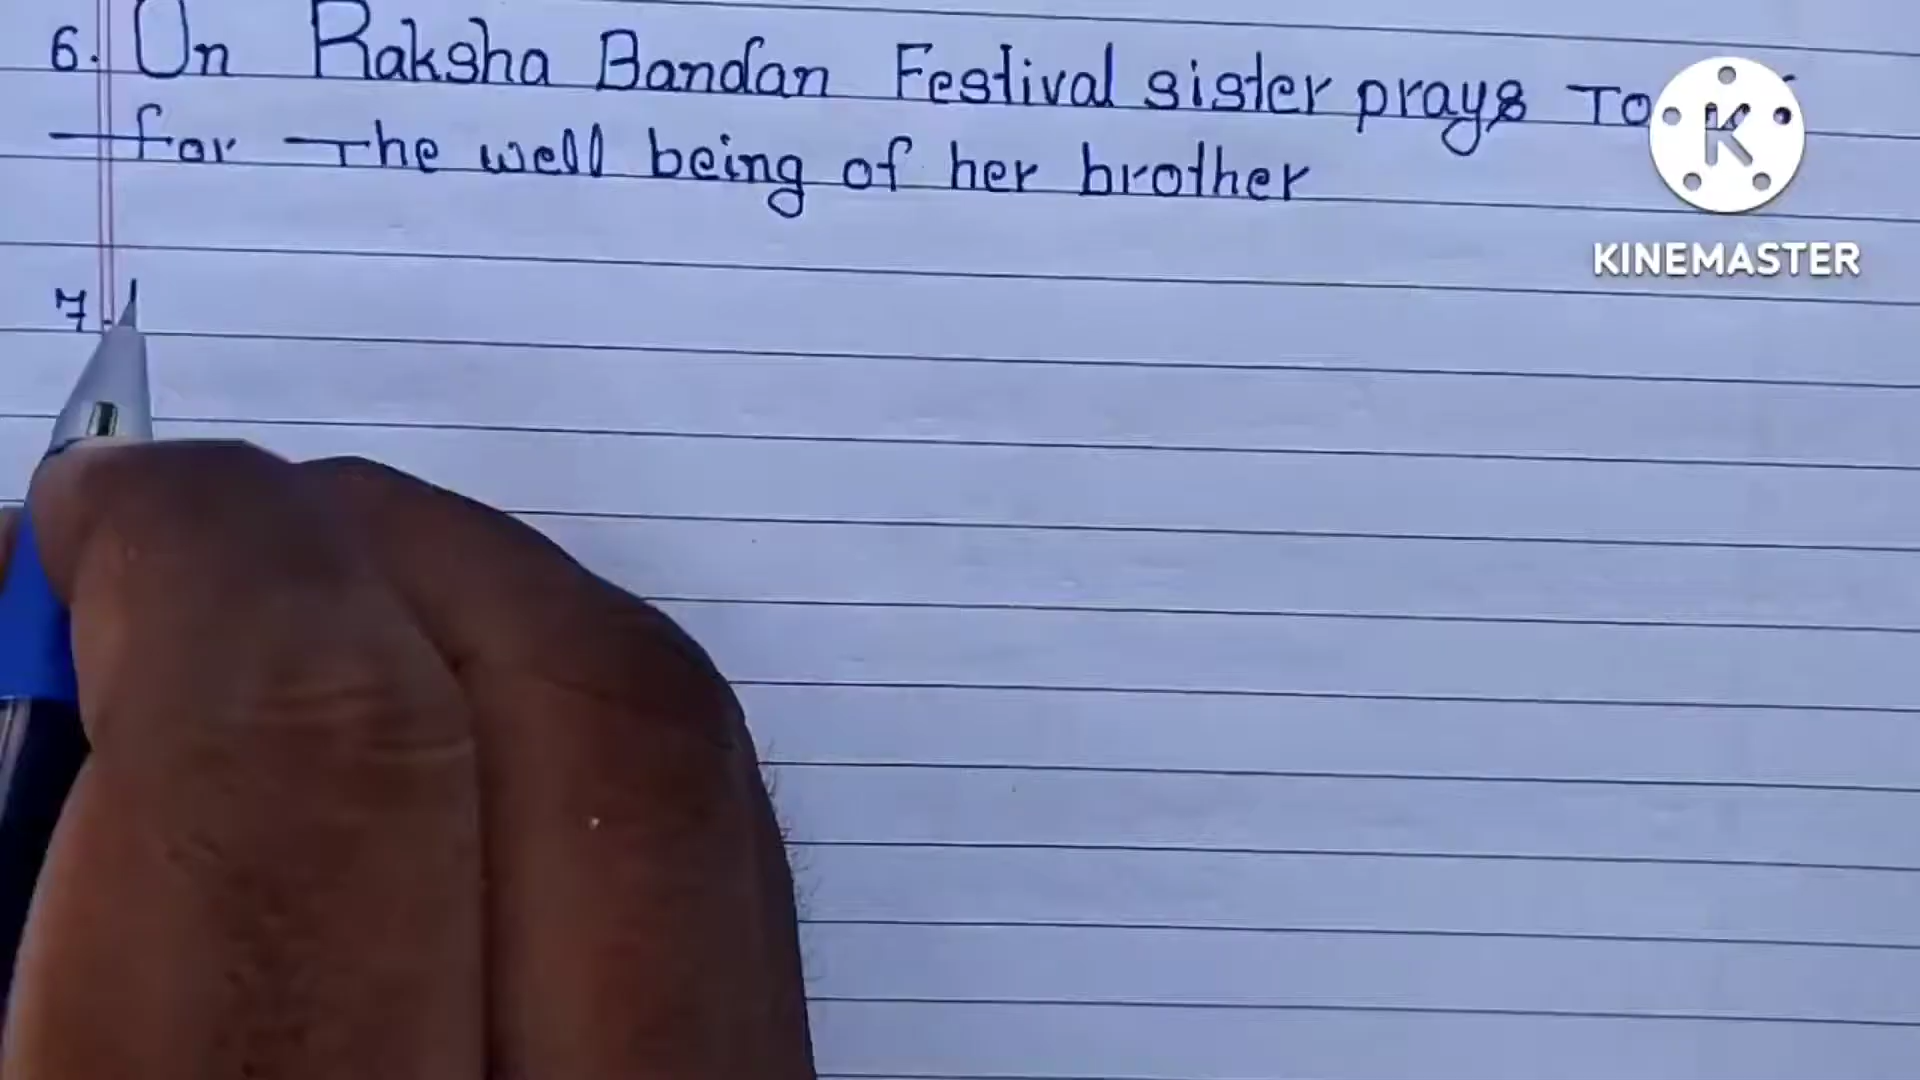 6. On Raksha Bandan Festival sister prays To
for The well being of her brother
K
KINEMASTER
7.